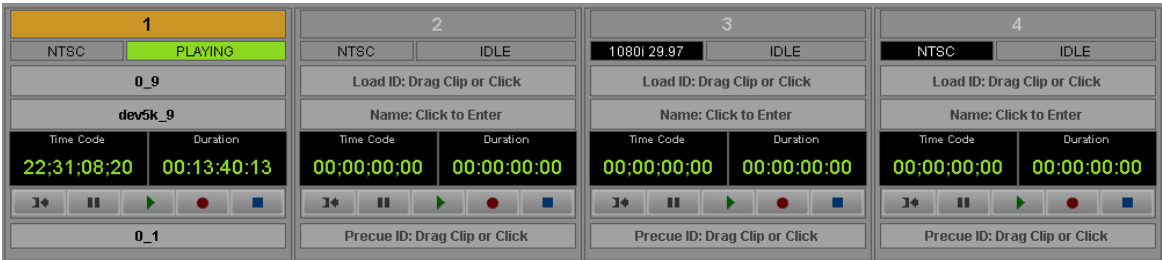 1
NTSC PLAYING
0_9
dev5k_9
Time Code Duration
22;31;08;20 00:13:40:13
0_1
2
NTSC IDLE
Load ID: Drag Clip or Click
Name: Click to Enter
Time Code Duration
00;00;00;00 00:00:00:00
Precue ID: Drag Clip or Click
3
1080i 29.97 IDLE
Load ID: Drag Clip or Click
Name: Click to Enter
Time Code Duration
00;00;00;00 00:00:00:00
Precue ID: Drag Clip or Click
4
NTSC IDLE
Load ID: Drag Clip or Click
Name: Click to Enter
Time Code Duration
00;00;00;00 00:00:00:00
Precue ID: Drag Clip or Click